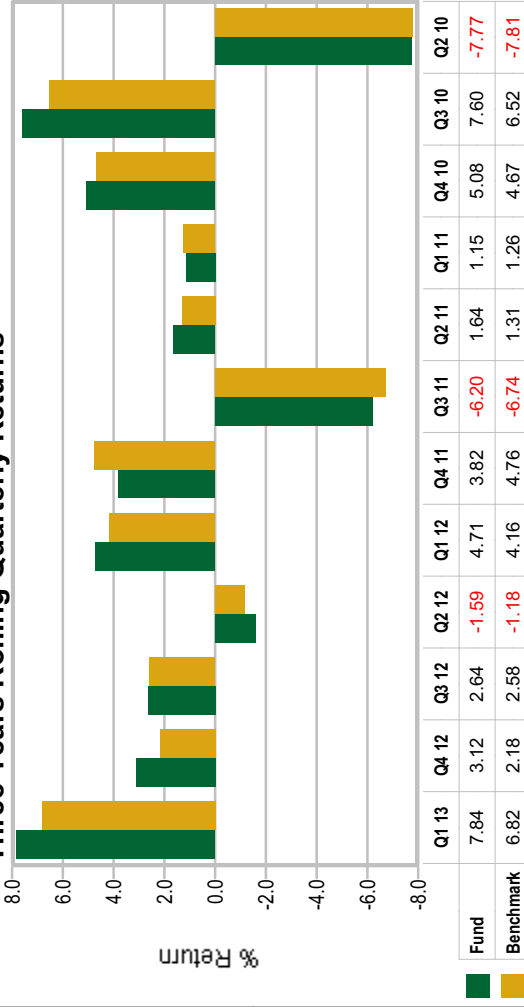 Three Years Rolling Quarterly Returns
% Return
8.0
6.0
4.0
2.0
0.0
-2.0
-4.0
-6.0
-8.0
Q1 13 Q4 12 Q3 12 Q2 12 Q1 12 Q4 11 Q3 11 Q2 11 Q1 11 Q4 10 Q3 10 Q2 10
Fund 7.84 3.12 2.64 -1.59 4.71 3.82 -6.20 1.64 1.15 5.08 7.60 -7.77
Benchmark 6.82 2.18 2.58 -1.18 4.16 4.76 -6.74 1.31 1.26 4.67 6.52 -7.81